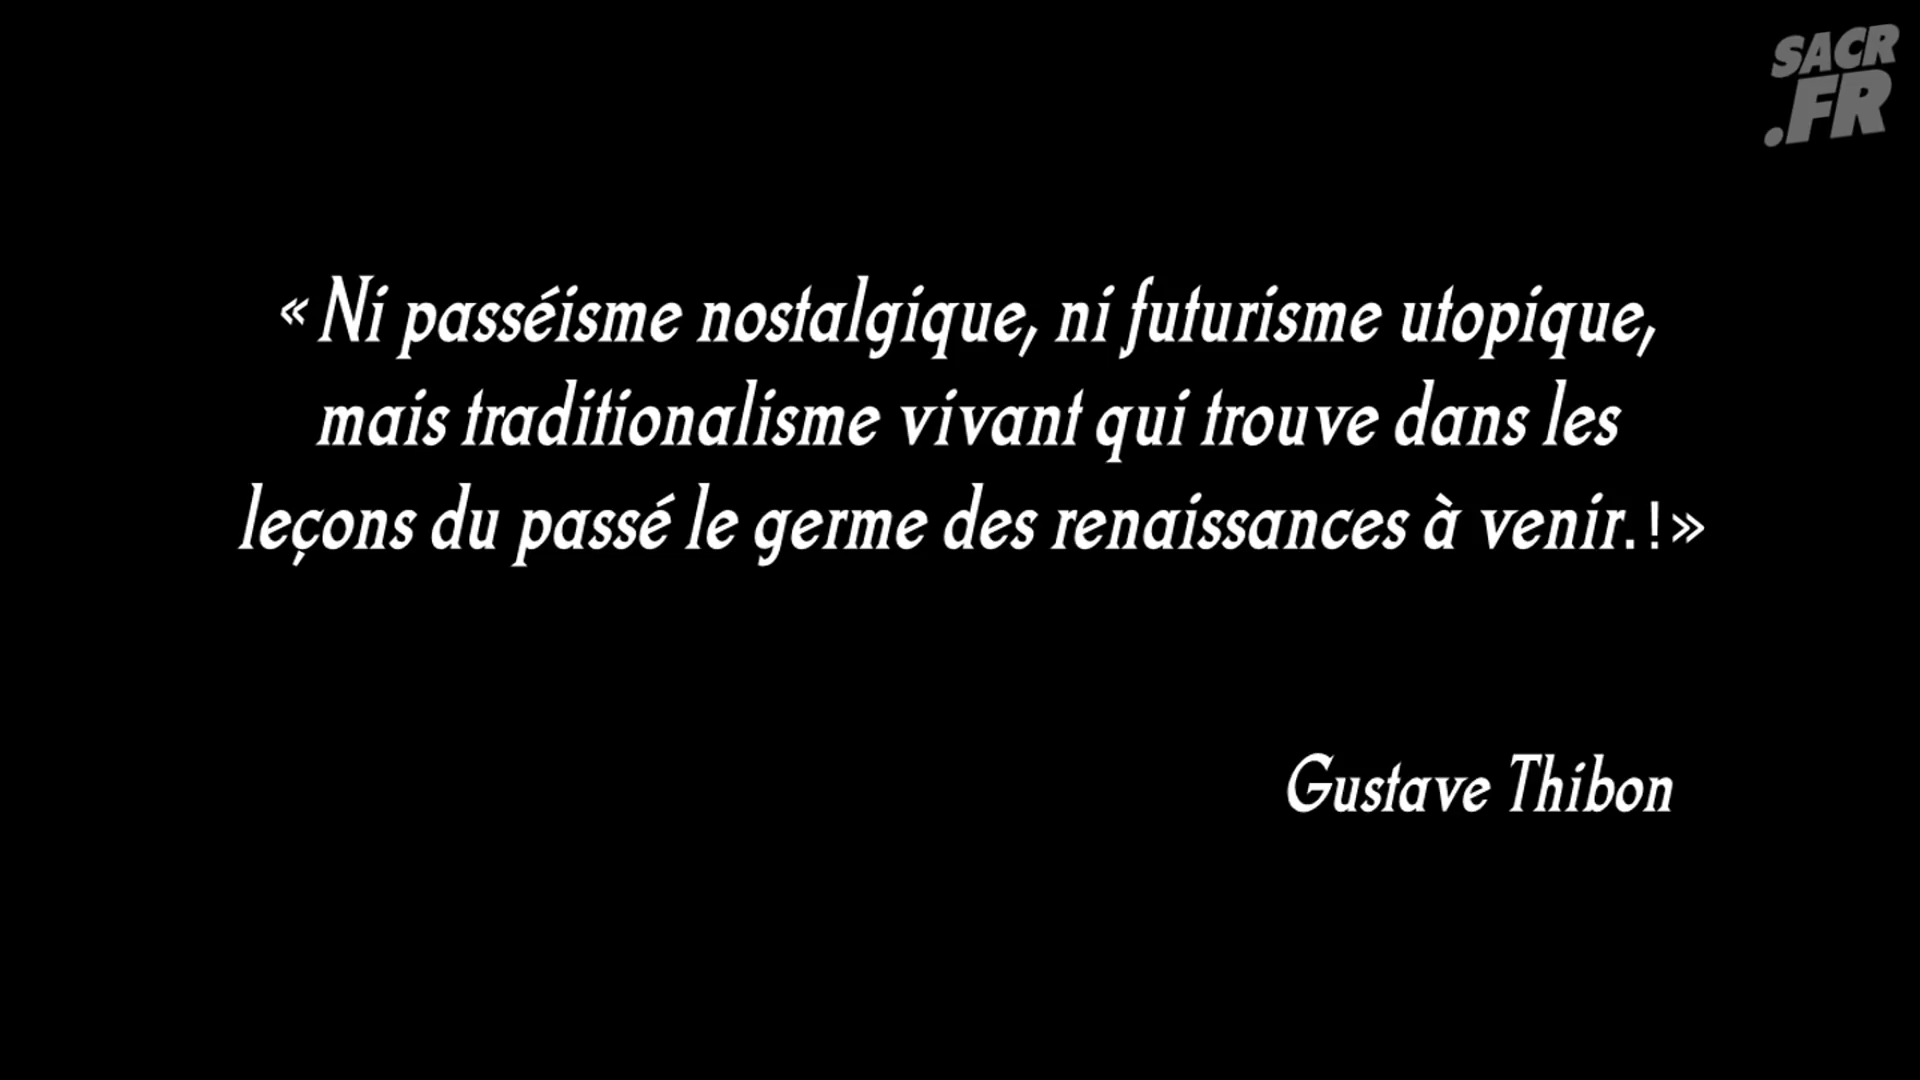 SACR
.FR
« Ni passéisme nostalgique, ni futurisme utopique,
mais traditionalisme vivant qui trouve dans les
leçons du passé le germe des renaissances à venir. !»
Gustave Thibon